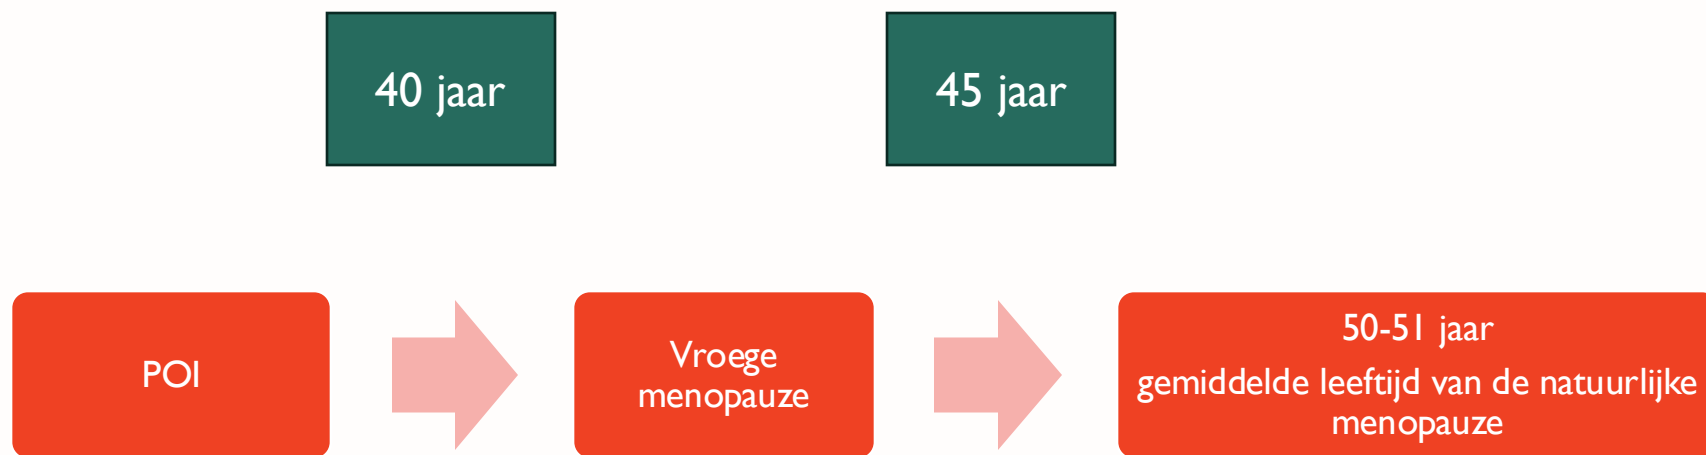 40 jaar
45 jaar
POI
Vroege
menopauze
50-51 jaar
gemiddelde leeftijd van de natuurlijke
menopauze